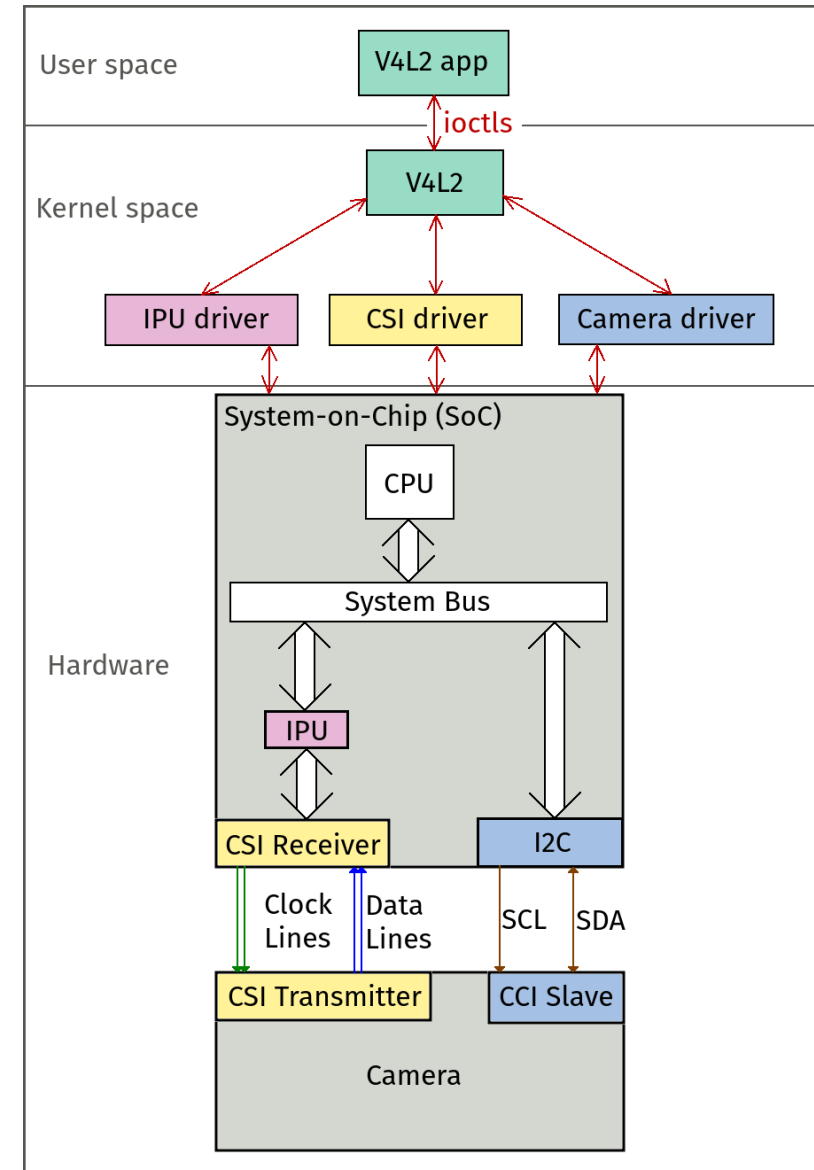 User space
V4L2 app
ioctls
V4L2
Kernel space
IPU driver
CSI driver
Camera driver
System-on-Chip (SoC)
CPU
System Bus
Hardware
IPU
CSI Receiver
I2C
Clock
Lines
Data
Lines
SCL
SDA
CSI Transmitter
CCI Slave
Camera